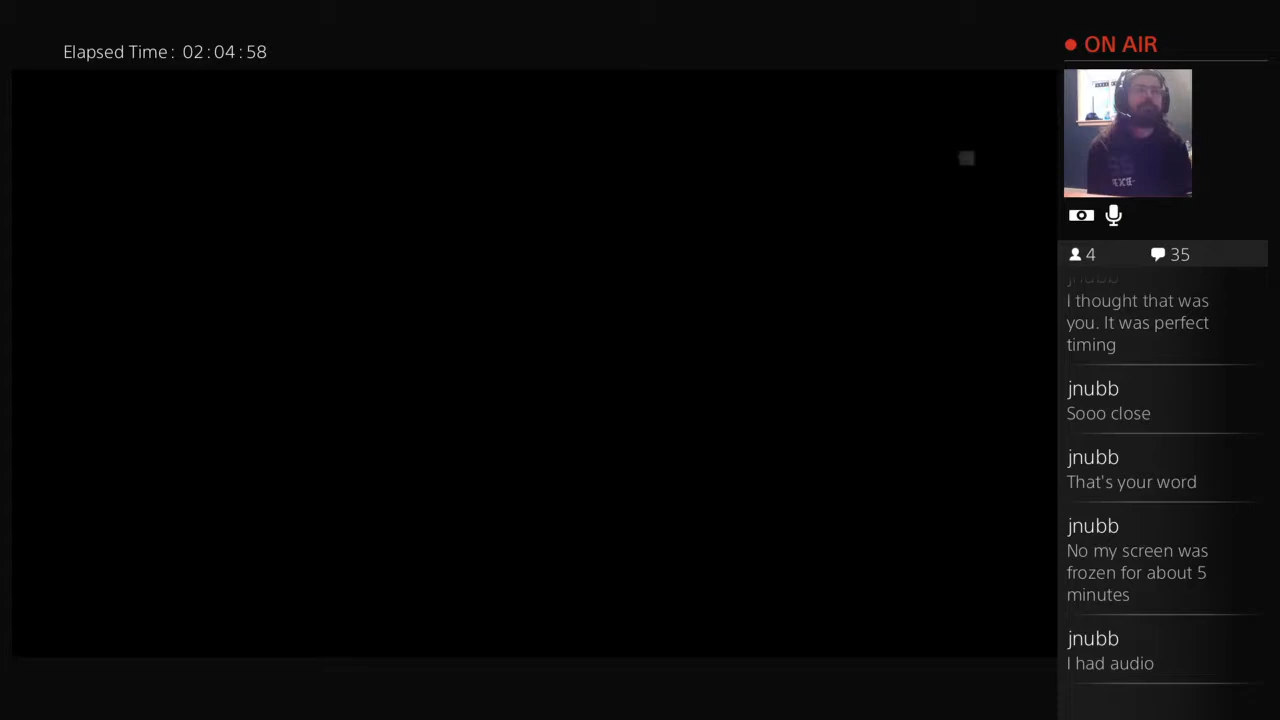 Elapsed Time: 02:04:58
ON AIR
4
35
jnubb
I thought that was
you. It was perfect
timing
jnubb
Sooo close
jnubb
That's your word
jnubb
No my screen was
frozen for about 5
minutes
jnubb
I had audio